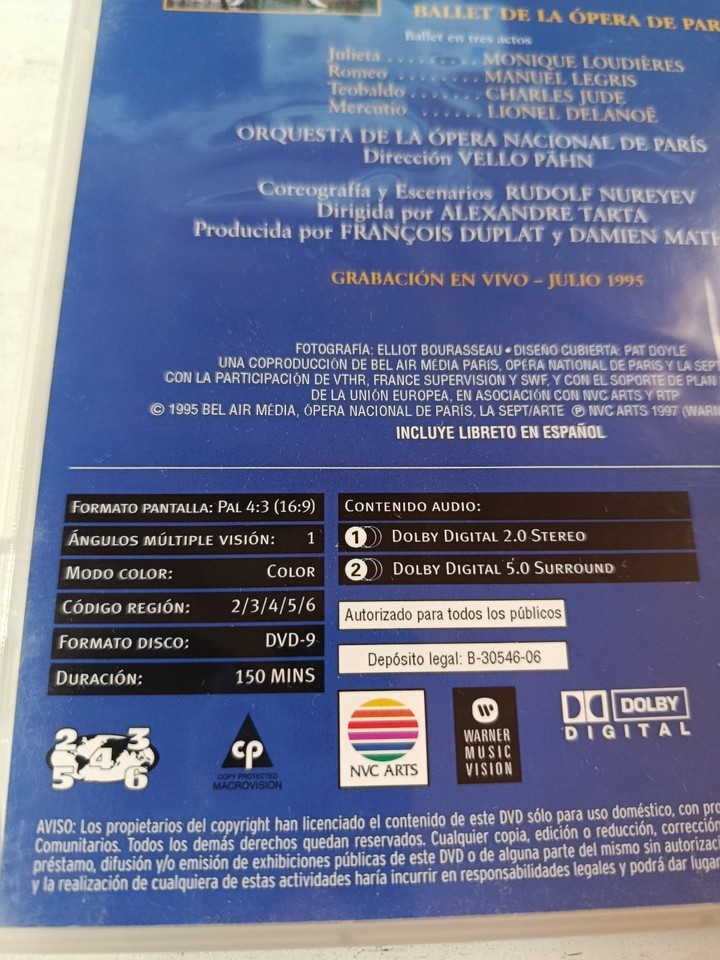 BALLET DE LA ÓPERA DE PAR
Ballet en tres actos
Julieta ........... MONIQUE LOUDIÈRES
Romeo ........... MANUEL LEGRIS
Teobaldo ....... CHARLES JUDE
Mercutio ...... LIONEL DELANOË
ORQUESTA DE LA ÓPERA NACIONAL DE PARÍS
Dirección VELLO PÄHN
Coreografía y Escenarios RUDOLF NUREYEV
Dirigida por ALEXANDRE TARTA
Producida por FRANÇOIS DUPLAT y DAMIEN MATH
GRABACIÓN EN VIVO – JULIO 1995
FOTOGRAFÍA: ELLIOT BOURASSEAU • DISEÑO CUBIERTA: PAT DOYLE
UNA COPRODUCCIÓN DE BEL AIR MÉDIA PARIS, OPÉRA NATIONAL DE PARÍS Y LA SEPT
CON LA PARTICIPACIÓN DE VTHR, FRANCE SUPERVISION Y SWF, Y CON EL SOPORTE DE PLAN
DE LA UNIÓN EUROPEA, EN ASOCIACIÓN CON NVC ARTS Y RTP
© 1995 BEL AIR MÉDIA, ÓPERA NACIONAL DE PARÍS, LA SEPT/ARTE ℗ NVC ARTS 1997 (WARN
INCLUYE LIBRETO EN ESPAÑOL
FORMATO PANTALLA: PAL 4:3 (16:9)
ÁNGULOS MÚLTIPLE VISIÓN: 1
MODO COLOR: COLOR
CÓDIGO REGIÓN: 2/3/4/5/6
FORMATO DISCO: DVD-9
DURACIÓN: 150 MINS
CONTENIDO AUDIO:
1 DOLBY DIGITAL 2.0 STEREO
2 DOLBY DIGITAL 5.0 SURROUND
Autorizado para todos los públicos
Depósito legal: B-30546-06
2 3
4
5 6
cp
COPY PROTECTED
MACROVISION
NVC ARTS
WARNER
MUSIC
VISION
DOLBY
DIGITAL
AVISO: Los propietarios del copyright han licenciado el contenido de este DVD sólo para uso doméstico, con pro
Comunitarios. Todos los demás derechos quedan reservados. Cualquier copia, edición o reducción, correcció
préstamo, difusión y/o emisión de exhibiciones públicas de este DVD o de alguna parte del mismo sin autorizaci
y la realización de cualquiera de estas actividades haría incurrir en responsabilidades legales y podrá dar lugar